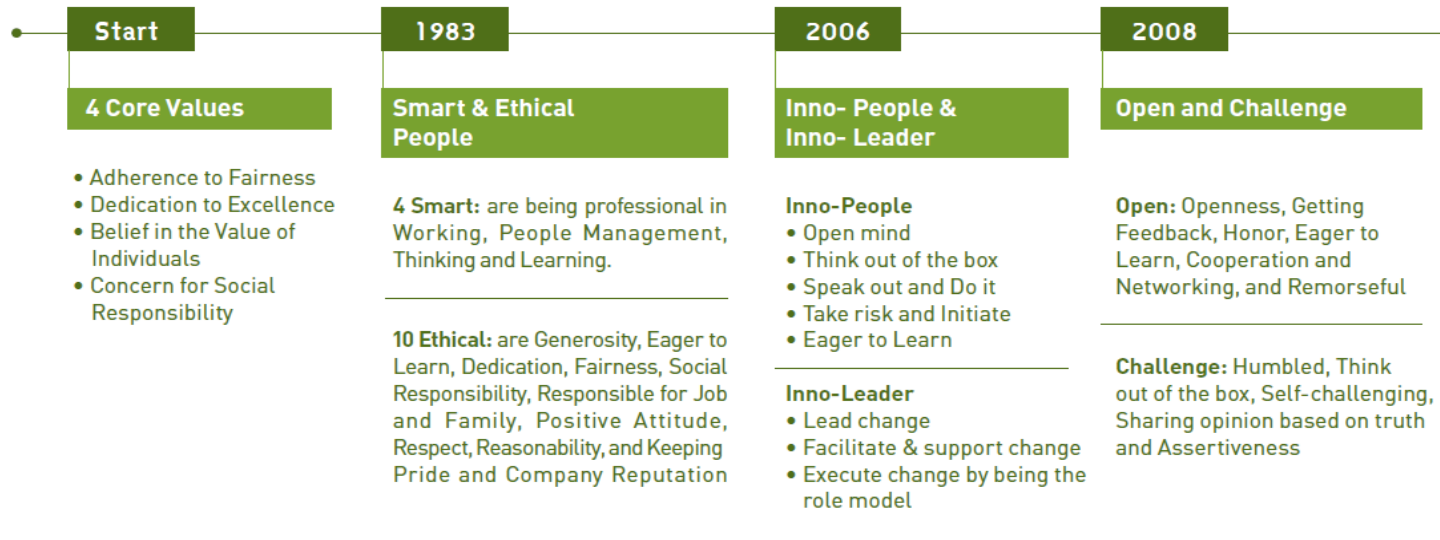 Start
4 Core Values
• Adherence to Fairness
• Dedication to Excellence
• Belief in the Value of
Individuals
• Concern for Social
Responsibility
1983
Smart & Ethical
People
4 Smart: are being professional in
Working, People Management,
Thinking and Learning.
10 Ethical: are Generosity, Eager to
Learn, Dedication, Fairness, Social
Responsibility, Responsible for Job
and Family, Positive Attitude,
Respect, Reasonability, and Keeping
Pride and Company Reputation
2006
Inno- People &
Inno- Leader
Inno-People
• Open mind
• Think out of the box
• Speak out and Do it
• Take risk and Initiate
• Eager to Learn
Inno-Leader
• Lead change
• Facilitate & support change
• Execute change by being the
role model
2008
Open and Challenge
Open: Openness, Getting
Feedback, Honor, Eager to
Learn, Cooperation and
Networking, and Remorseful
Challenge: Humbled, Think
out of the box, Self-challenging,
Sharing opinion based on truth
and Assertiveness